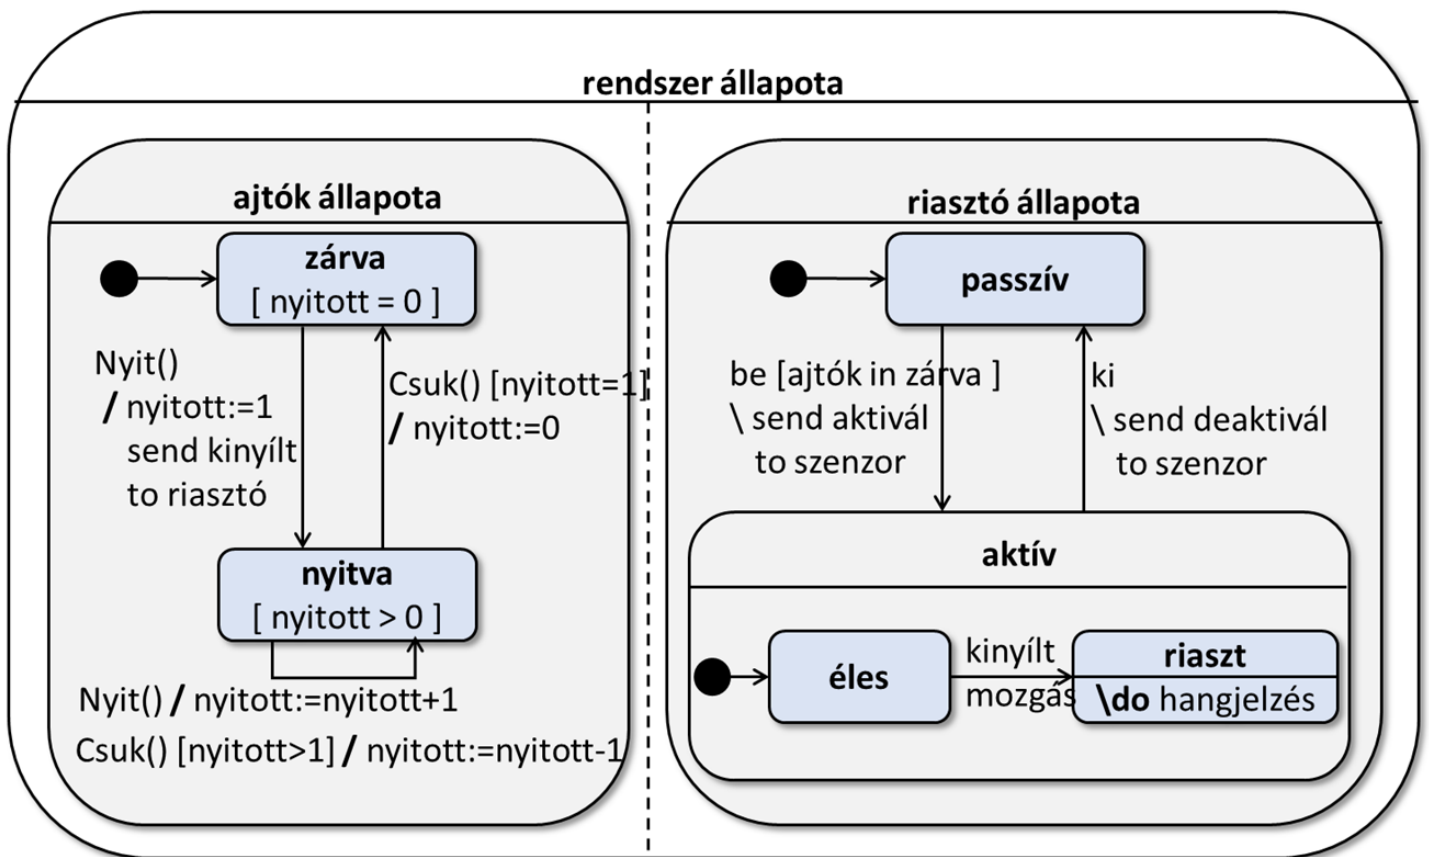 rendszer állapota
ajtók állapota
zárva
[ nyitott = 0 ]
Nyit()
/ nyitott:=1
send kinyílt
to riasztó
Csuk() [nyitott=1]
/ nyitott:=0
nyitva
[ nyitott > 0 ]
Nyit() / nyitott:=nyitott+1
Csuk() [nyitott>1] / nyitott:=nyitott-1
riasztó állapota
passzív
be [ajtók in zárva ]
\ send aktivál
to szenzor
ki
\ send deaktivál
to szenzor
aktív
éles
kinyílt
mozgás
riaszt
\do hangjelzés